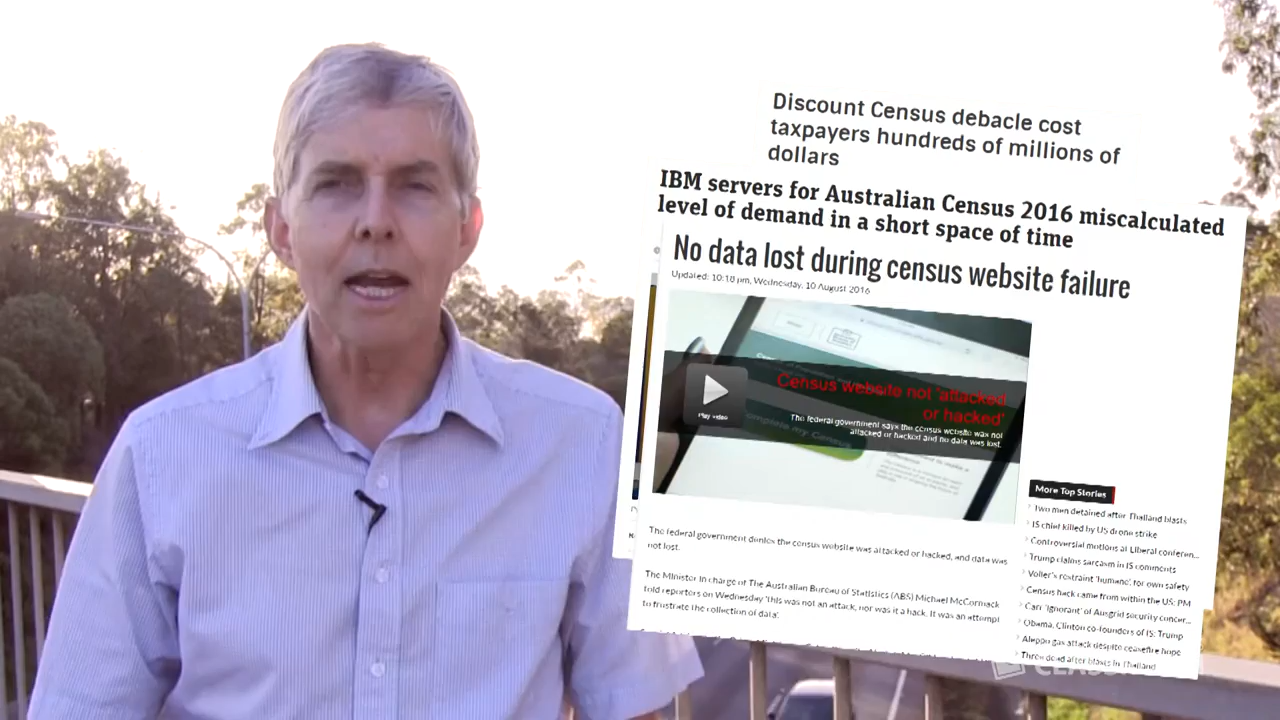 Discount Census debacle cost
taxpayers hundreds of millions of
dollars
IBM servers for Australian Census 2016 miscalculated
level of demand in a short space of time
No data lost during census website failure
Updated: 10:18 pm, Wednesday, 10 August 2016
Census website not 'attacked
or hacked'
Play video
The federal government says the census website was not
attacked or hacked and no data was lost.
More Top Stories
Two men detained after Thailand blasts
IS chief killed by US drone strike
Controversial motions at Liberal conferen...
Trump claims sarcasm in IS comments
Voller's restraint 'humane', for own safety
Census hack came from within the US: PM
Carr 'ignorant' of Ausgrid security concer...
Obama, Clinton co-founders of IS: Trump
Aleppo gas attack despite ceasefire hope
Three dead after blasts in Thailand
The federal government denies the census website was attacked or hacked, and data was
not lost.
The Minister in charge of The Australian Bureau of Statistics (ABS) Michael McCormack
told reporters on Wednesday 'this was not an attack, nor was it a hack. It was an attempt
to frustrate the collection of data'.